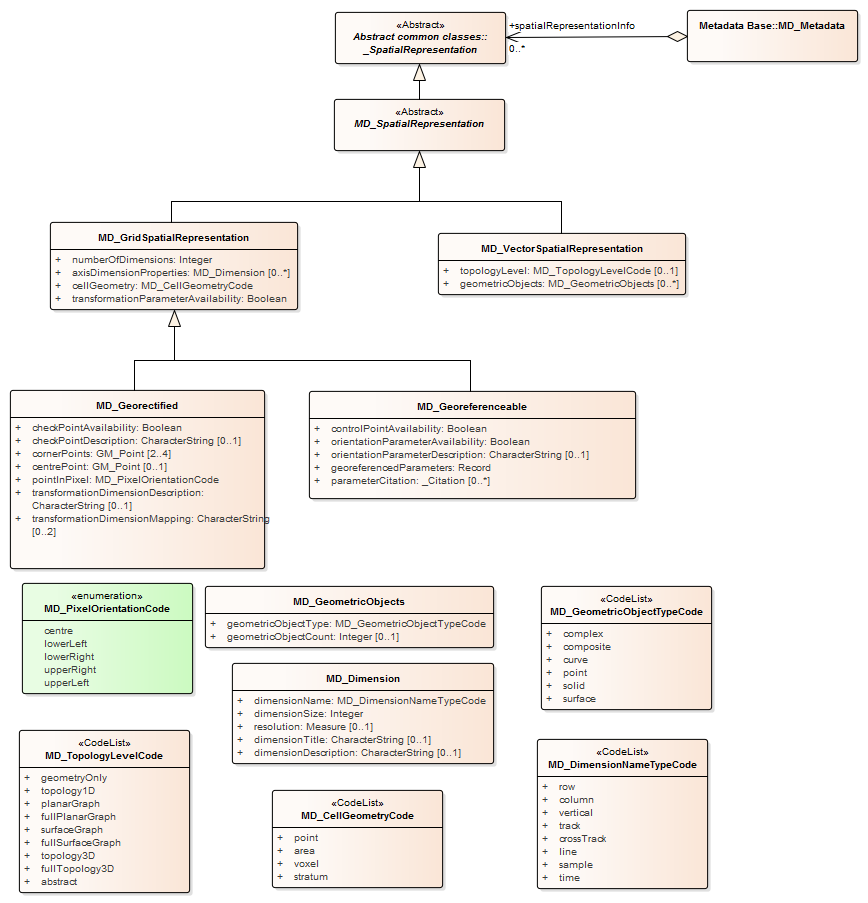 «Abstract»
Abstract common classes::
_SpatialRepresentation
+spatialRepresentationInfo
0..*
Metadata Base::MD_Metadata
«Abstract»
MD_SpatialRepresentation
MD_GridSpatialRepresentation
+ numberOfDimensions: Integer
+ axisDimensionProperties: MD_Dimension [0..*]
+ cellGeometry: MD_CellGeometryCode
+ transformationParameterAvailability: Boolean
MD_VectorSpatialRepresentation
+ topologyLevel: MD_TopologyLevelCode [0..1]
+ geometricObjects: MD_GeometricObjects [0..*]
MD_Georectified
+ checkPointAvailability: Boolean
+ checkPointDescription: CharacterString [0..1]
+ cornerPoints: GM_Point [2..4]
+ centrePoint: GM_Point [0..1]
+ pointInPixel: MD_PixelOrientationCode
+ transformationDimensionDescription:
CharacterString [0..1]
+ transformationDimensionMapping: CharacterString
[0..2]
MD_Georeferenceable
+ controlPointAvailability: Boolean
+ orientationParameterAvailability: Boolean
+ orientationParameterDescription: CharacterString [0..1]
+ georeferencedParameters: Record
+ parameterCitation: _Citation [0..*]
«enumeration»
MD_PixelOrientationCode
centre
lowerLeft
lowerRight
upperRight
upperLeft
MD_GeometricObjects
+ geometricObjectType: MD_GeometricObjectTypeCode
+ geometricObjectCount: Integer [0..1]
«CodeList»
MD_GeometricObjectTypeCode
+ complex
+ composite
+ curve
+ point
+ solid
+ surface
MD_Dimension
+ dimensionName: MD_DimensionNameTypeCode
+ dimensionSize: Integer
+ resolution: Measure [0..1]
+ dimensionTitle: CharacterString [0..1]
+ dimensionDescription: CharacterString [0..1]
«CodeList»
MD_TopologyLevelCode
+ geometryOnly
+ topology1D
+ planarGraph
+ fullPlanarGraph
+ surfaceGraph
+ fullSurfaceGraph
+ topology3D
+ fullTopology3D
+ abstract
«CodeList»
MD_CellGeometryCode
+ point
+ area
+ voxel
+ stratum
«CodeList»
MD_DimensionNameTypeCode
+ row
+ column
+ vertical
+ track
+ crossTrack
+ line
+ sample
+ time